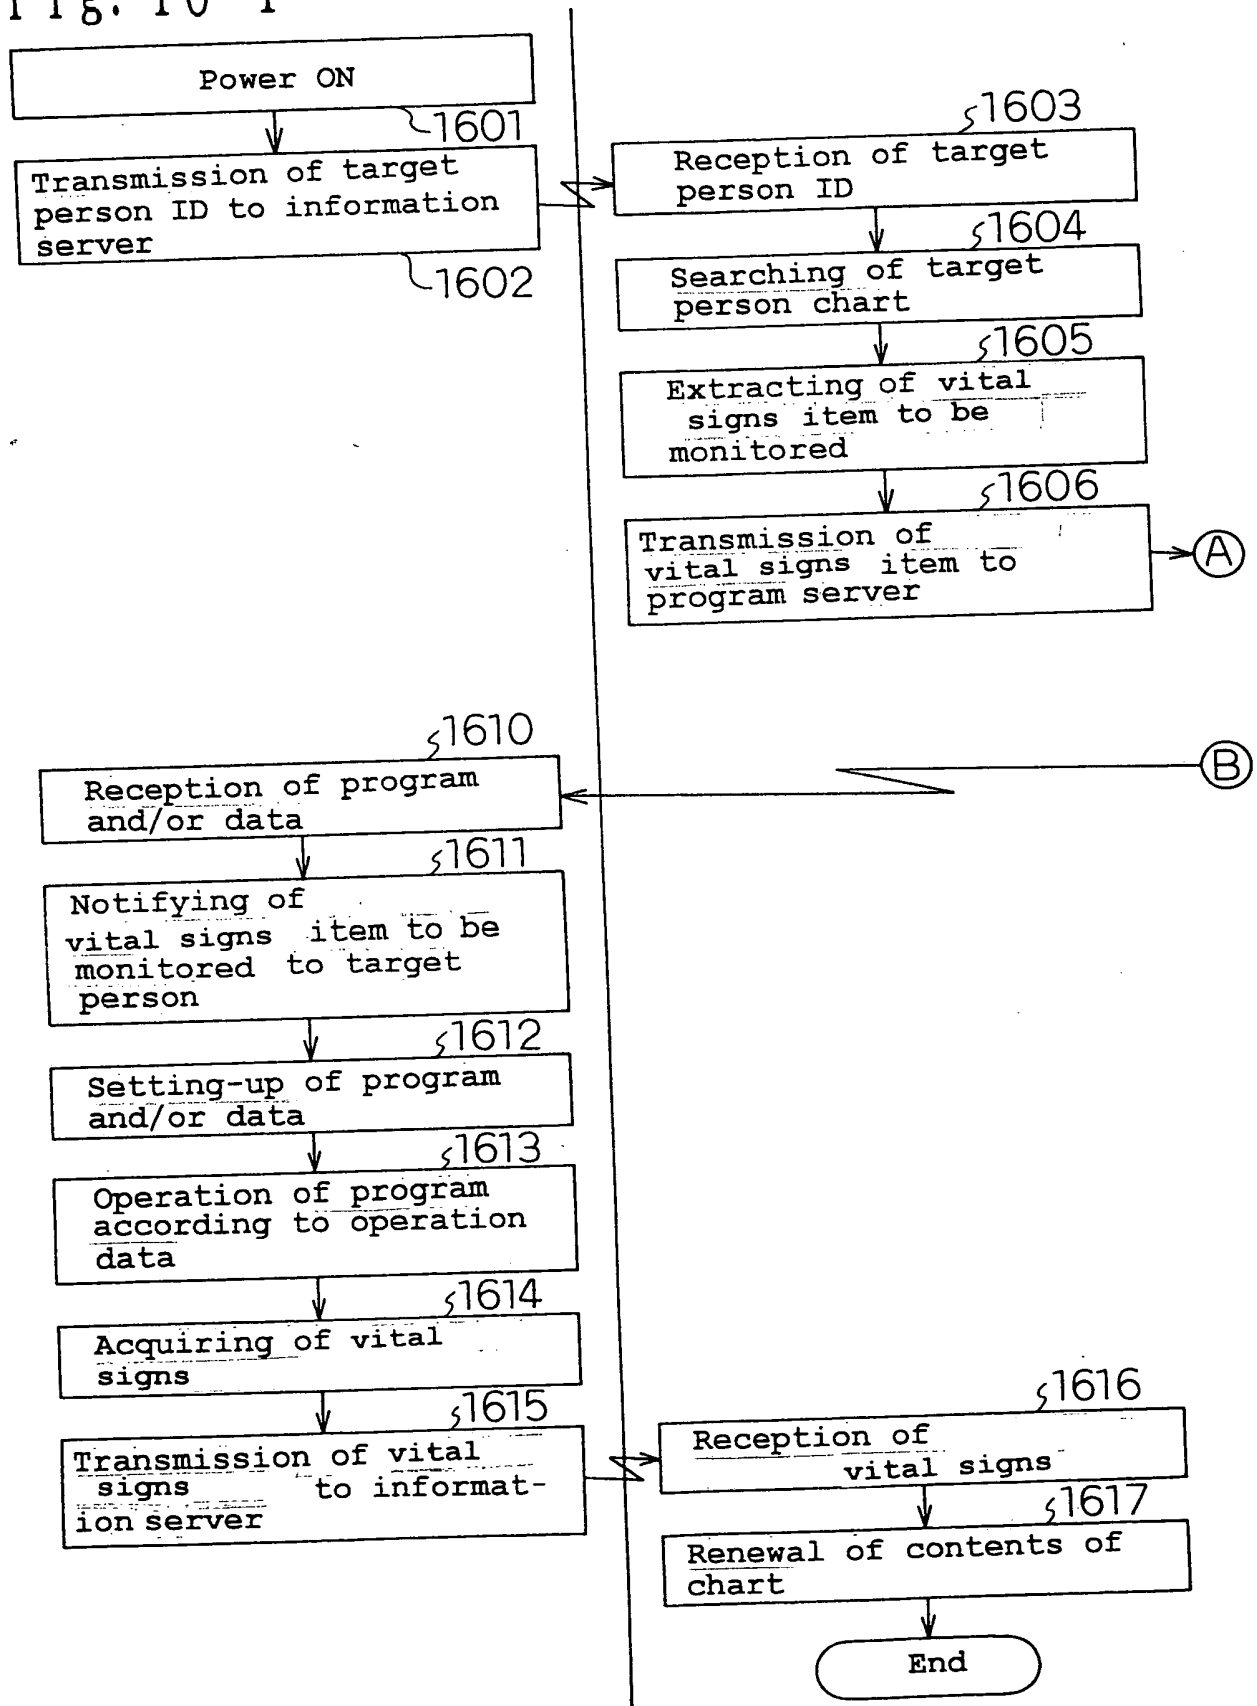 Fig. 16-1
Power ON
1601
Transmission of target
person ID to information
server
1602
1603
Reception of target
person ID
1604
Searching of target
person chart
1605
Extracting of vital
signs item to be
monitored
1606
Transmission of
vital signs item to
program server
A
B
1610
Reception of program
and/or data
1611
Notifying of
vital signs item to be
monitored to target
person
1612
Setting-up of program
and/or data
1613
Operation of program
according to operation
data
1614
Acquiring of vital
signs
1615
Transmission of vital
signs to informat-
ion server
1616
Reception of
vital signs
1617
Renewal of contents of
chart
End